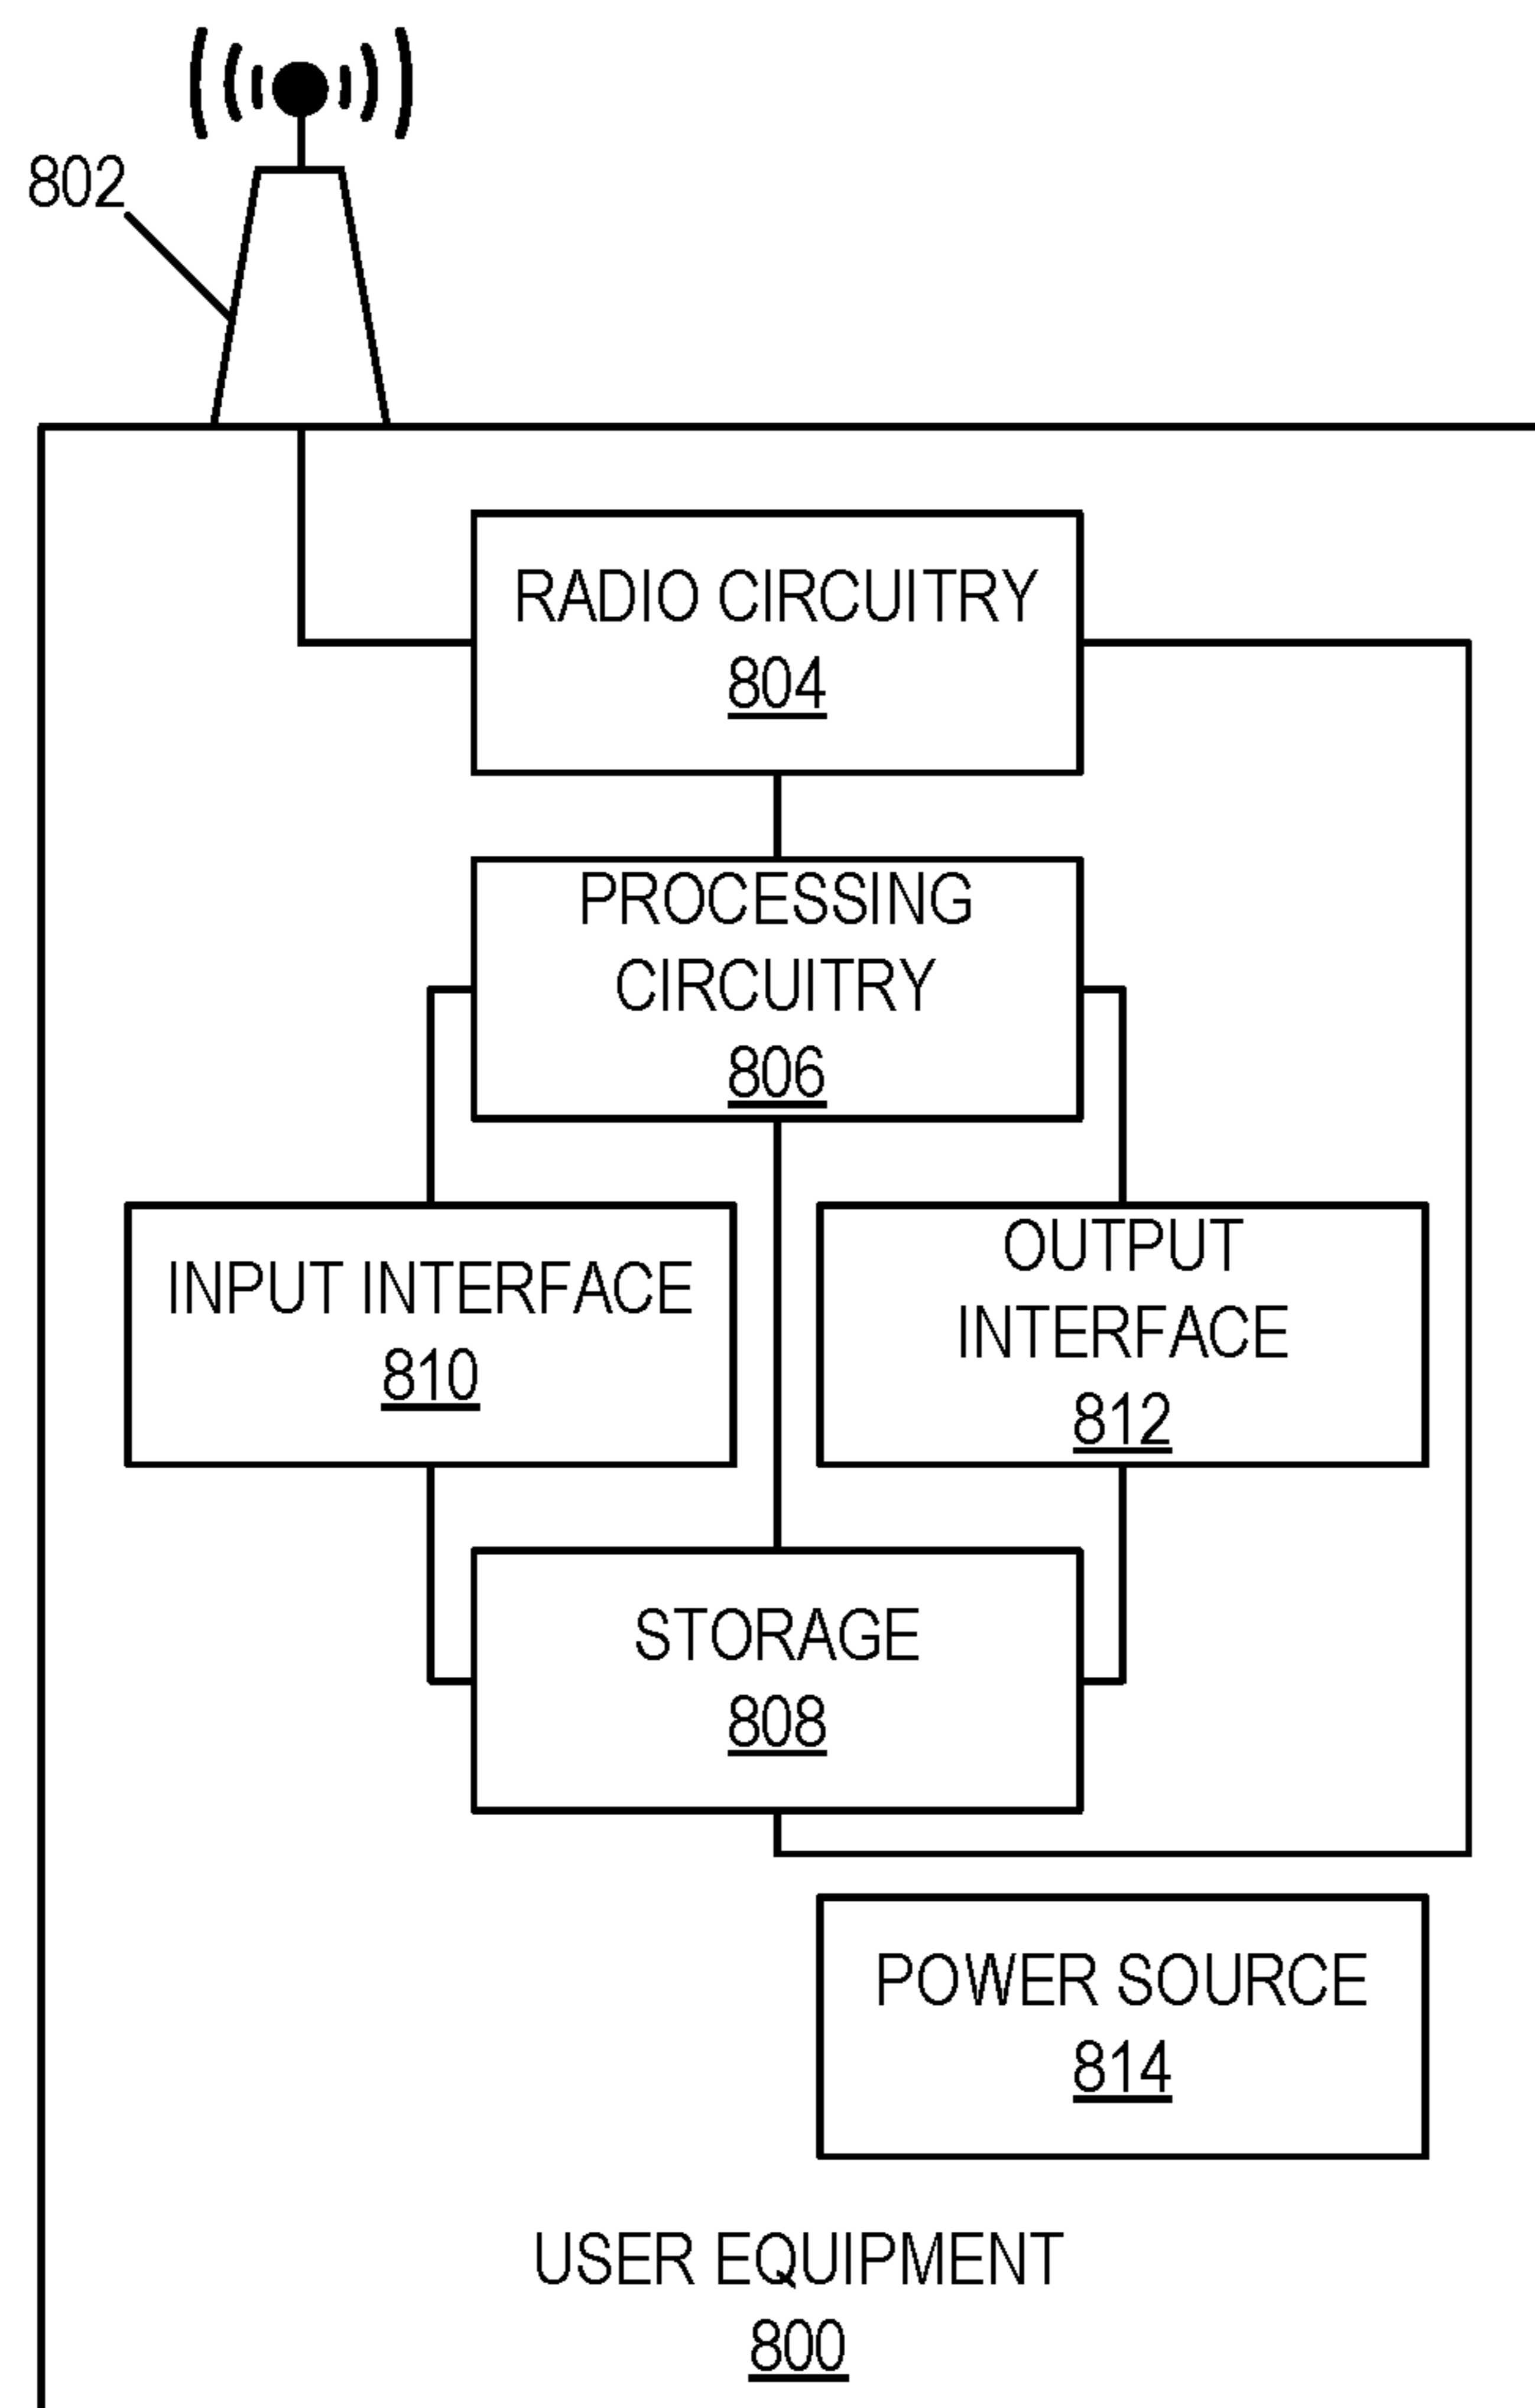 802
RADIO CIRCUITRY
804
PROCESSING
CIRCUITRY
806
INPUT INTERFACE
810
OUTPUT
INTERFACE
812
STORAGE
808
POWER SOURCE
814
USER EQUIPMENT
800